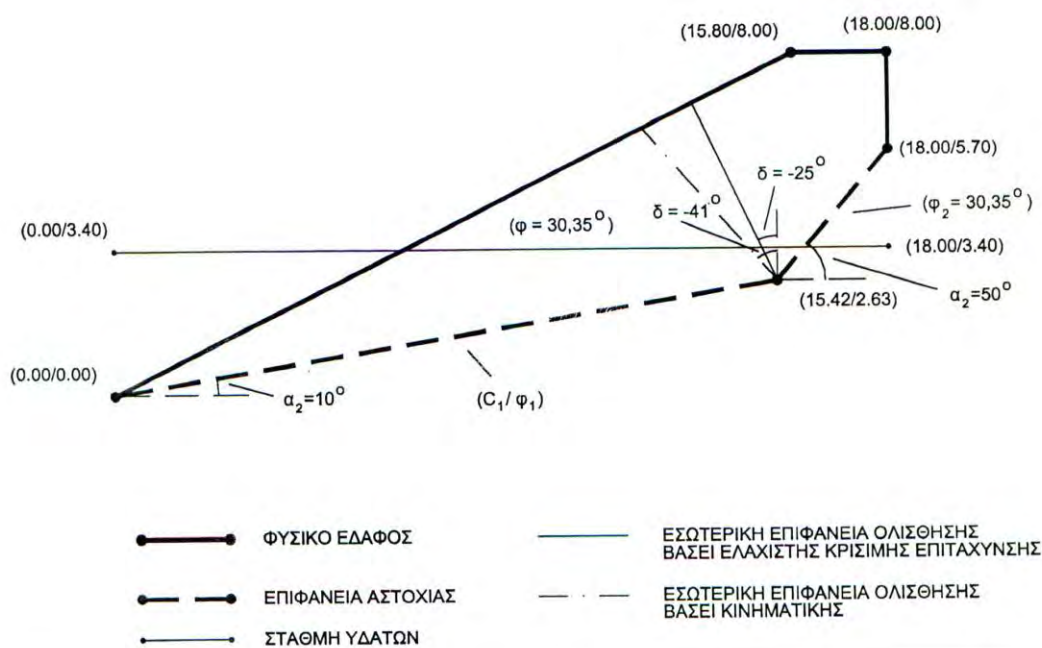 (15.80/8.00)
(18.00/8.00)
(18.00/5.70)
δ = -25°
(φ₂ = 30,35°)
δ = -41°
(φ = 30,35°)
(0.00/3.40)
(18.00/3.40)
(15.42/2.63)
α₂=50°
(0.00/0.00)
α₂=10°
(C₁/ φ₁)
ΦΥΣΙΚΟ ΕΔΑΦΟΣ
ΕΠΙΦΑΝΕΙΑ ΑΣΤΟΧΙΑΣ
ΣΤΑΘΜΗ ΥΔΑΤΩΝ
ΕΣΩΤΕΡΙΚΗ ΕΠΙΦΑΝΕΙΑ ΟΛΙΣΘΗΣΗΣ
ΒΑΣΕΙ ΕΛΑΧΙΣΤΗΣ ΚΡΙΣΙΜΗΣ ΕΠΙΤΑΧΥΝΣΗΣ
ΕΣΩΤΕΡΙΚΗ ΕΠΙΦΑΝΕΙΑ ΟΛΙΣΘΗΣΗΣ
ΒΑΣΕΙ ΚΙΝΗΜΑΤΙΚΗΣ